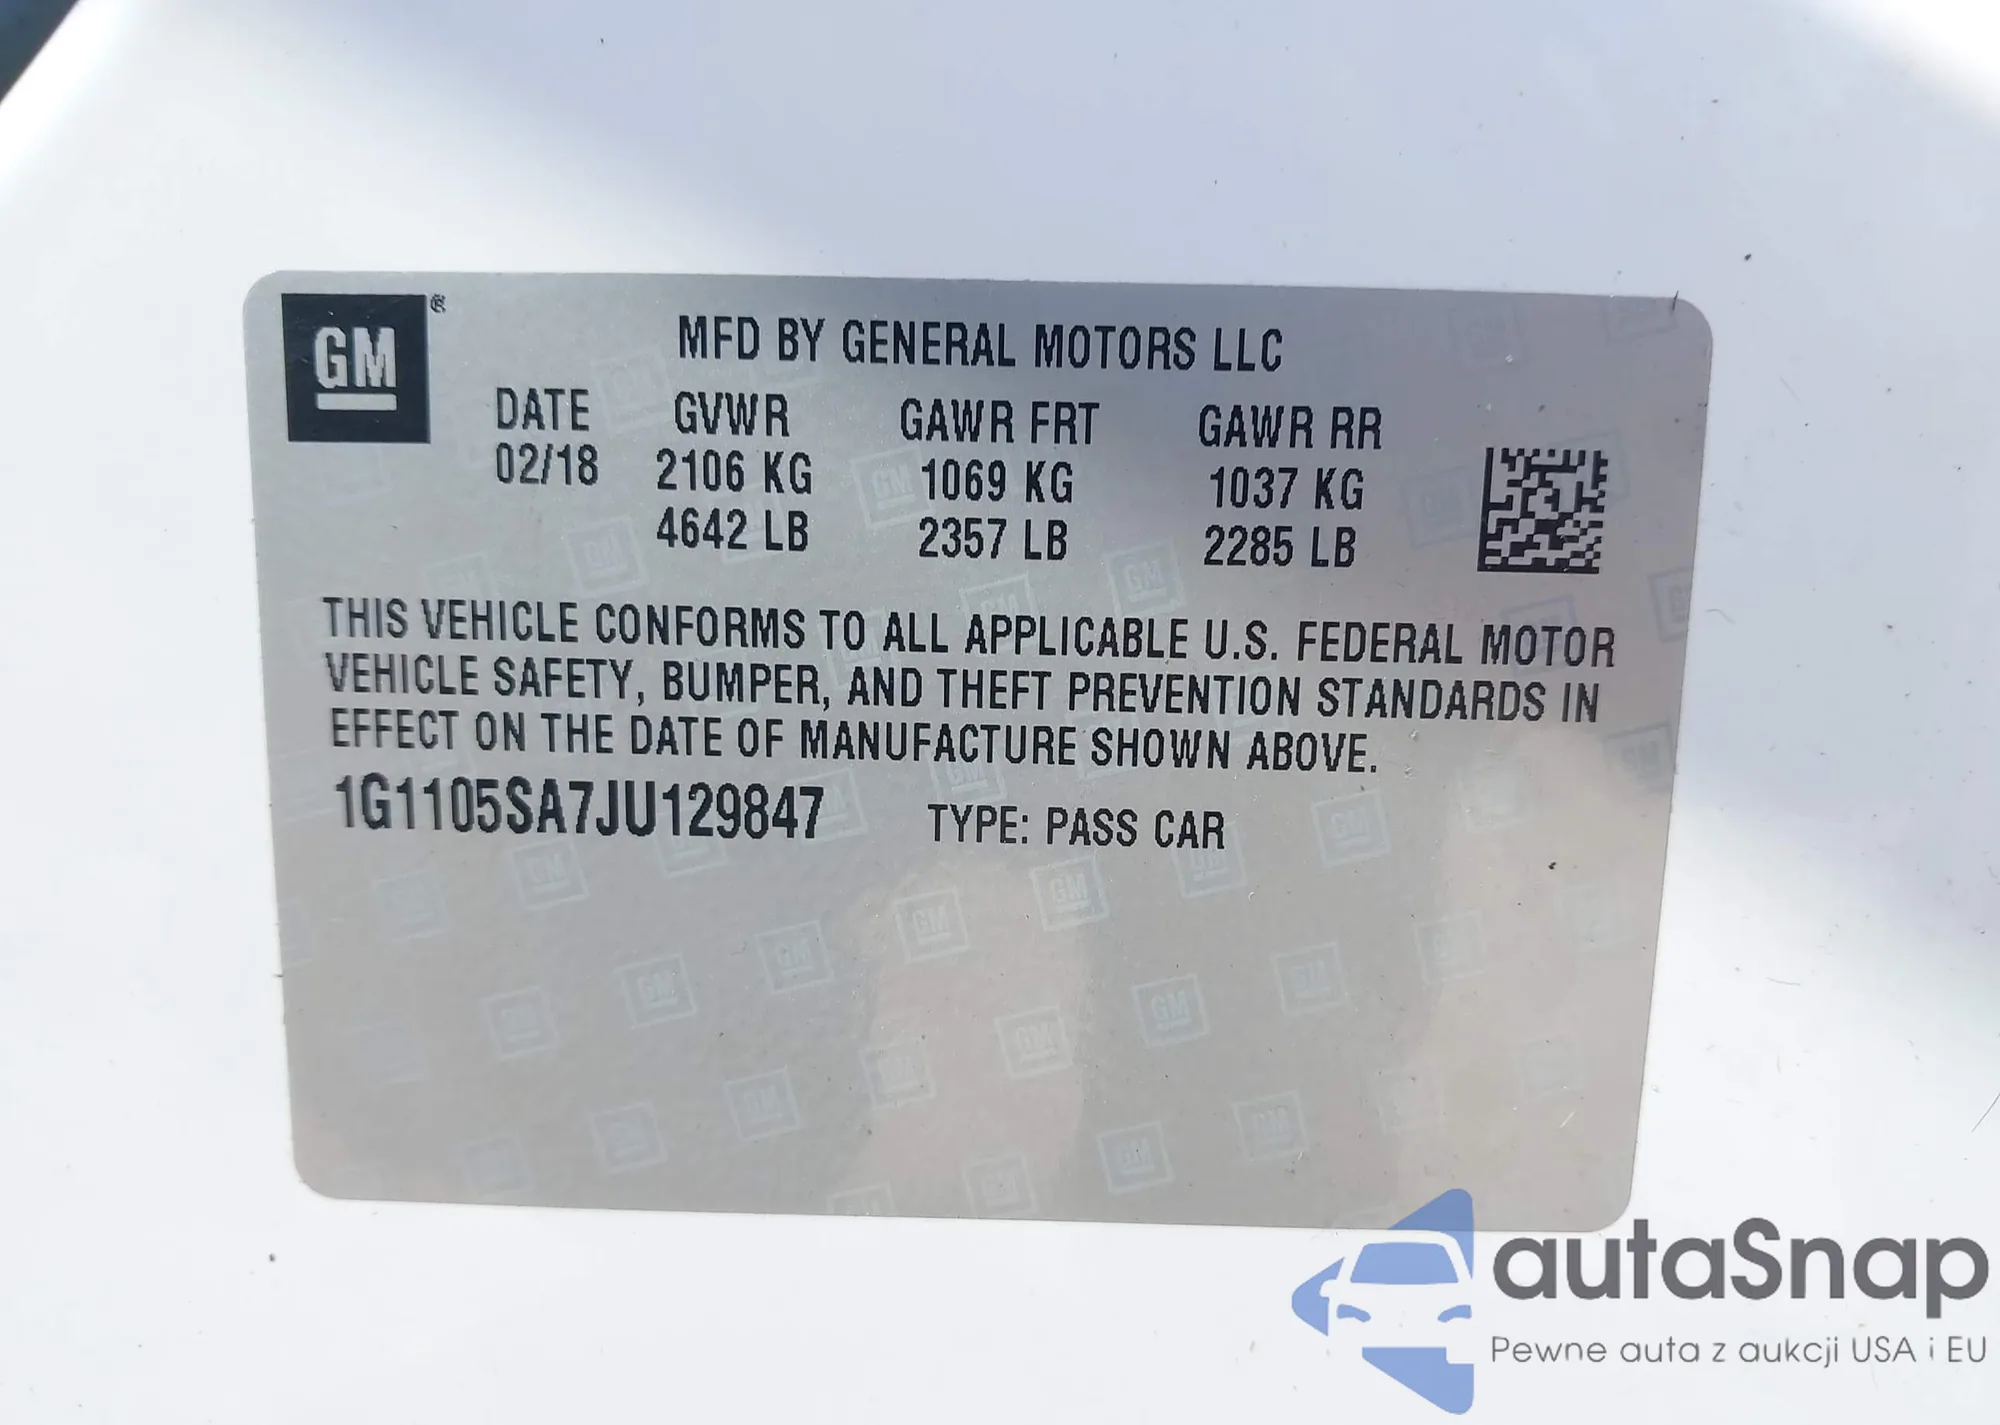 GM®
MFD BY GENERAL MOTORS LLC
DATE GVWR GAWR FRT GAWR RR
02/18 2106 KG 1069 KG 1037 KG
4642 LB 2357 LB 2285 LB
THIS VEHICLE CONFORMS TO ALL APPLICABLE U.S. FEDERAL MOTOR
VEHICLE SAFETY, BUMPER, AND THEFT PREVENTION STANDARDS IN
EFFECT ON THE DATE OF MANUFACTURE SHOWN ABOVE.
1G1105SA7JU129847 TYPE: PASS CAR
autaSnap
Pewne auta z aukcji USA i EU